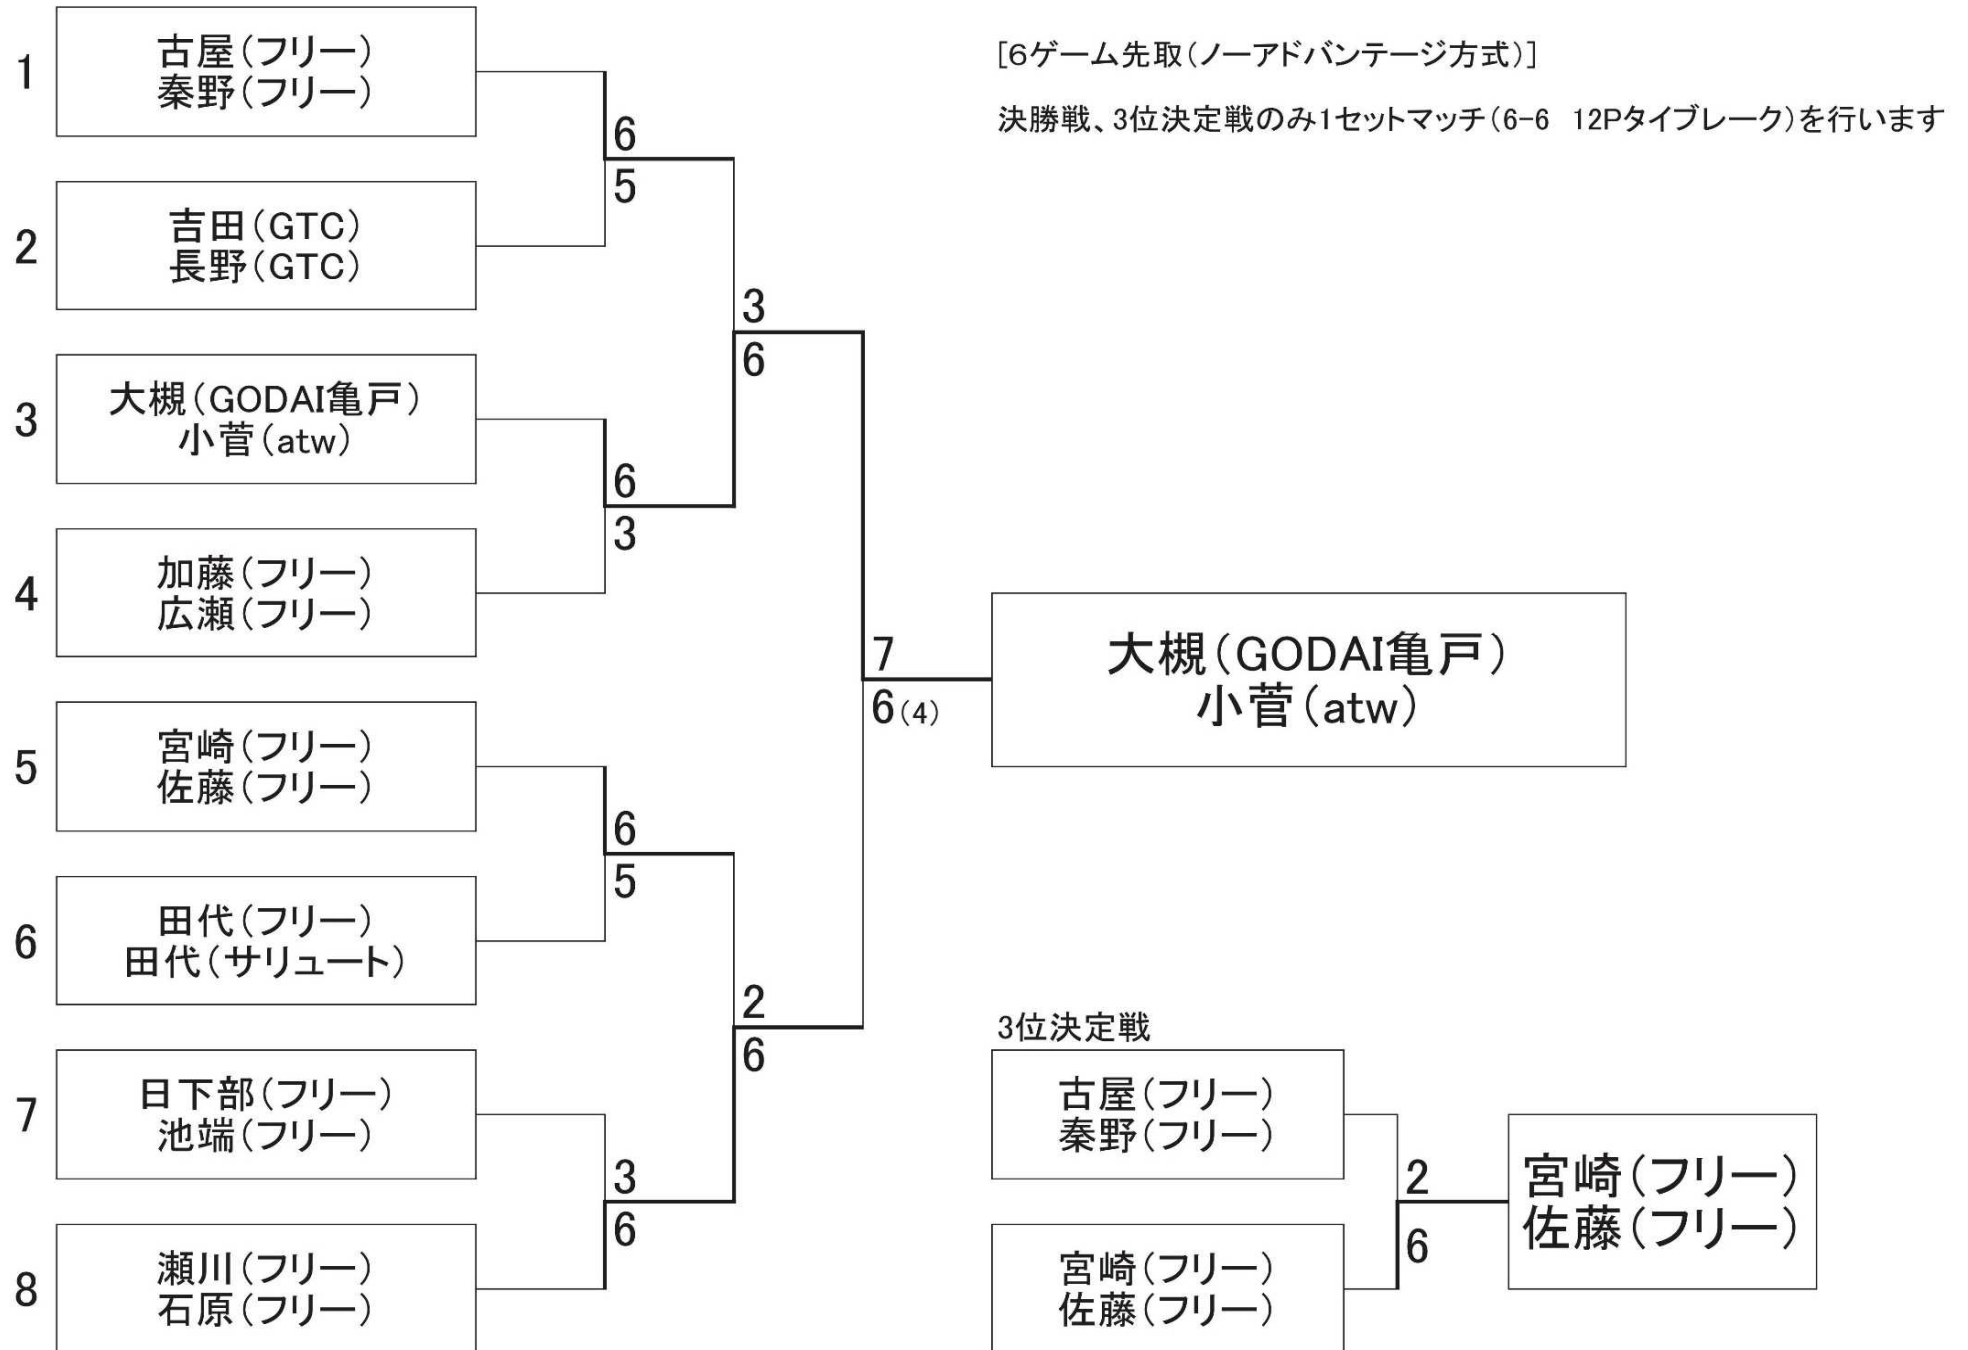 [6ゲーム先取(ノーアドバンテージ方式)]
決勝戦、3位決定戦のみ1セットマッチ(6-6 12Pタイブレーク)を行います
1
古屋(フリー)
秦野(フリー)
6
5
2
吉田(GTC)
長野(GTC)
3
6
3
大槻(GODAI亀戸)
小菅(atw)
6
3
4
加藤(フリー)
広瀬(フリー)
7
6(4)
大槻(GODAI亀戸)
小菅(atw)
5
宮崎(フリー)
佐藤(フリー)
6
5
6
田代(フリー)
田代(サリュート)
2
6
7
日下部(フリー)
池端(フリー)
3
6
8
瀬川(フリー)
石原(フリー)
3位決定戦
古屋(フリー)
秦野(フリー)
2
6
宮崎(フリー)
佐藤(フリー)
宮崎(フリー)
佐藤(フリー)